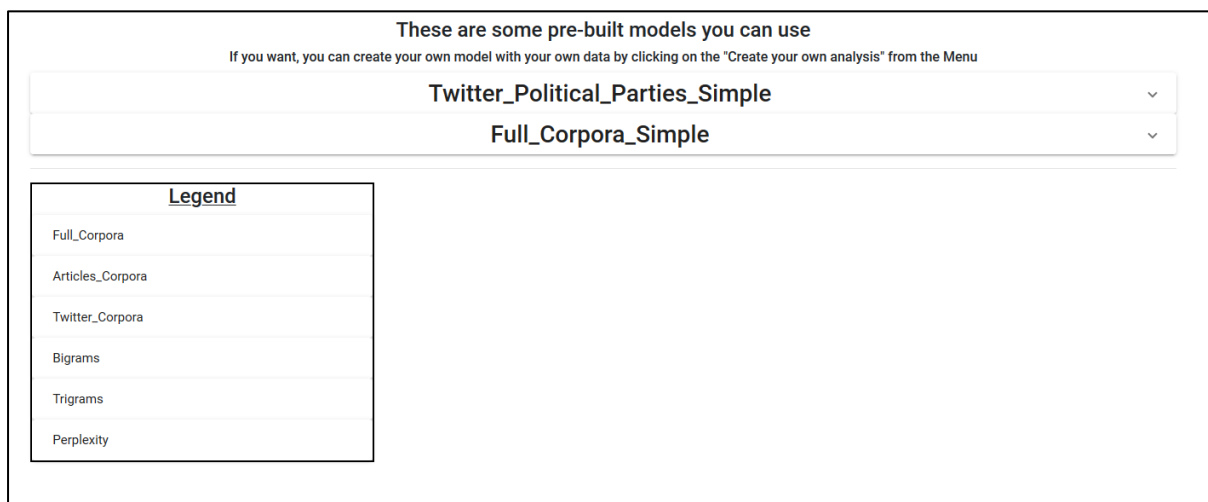 These are some pre-built models you can use
If you want, you can create your own model with your own data by clicking on the "Create your own analysis" from the Menu
Twitter_Political_Parties_Simple
Full_Corpora_Simple
Legend
Full_Corpora
Articles_Corpora
Twitter_Corpora
Bigrams
Trigrams
Perplexity